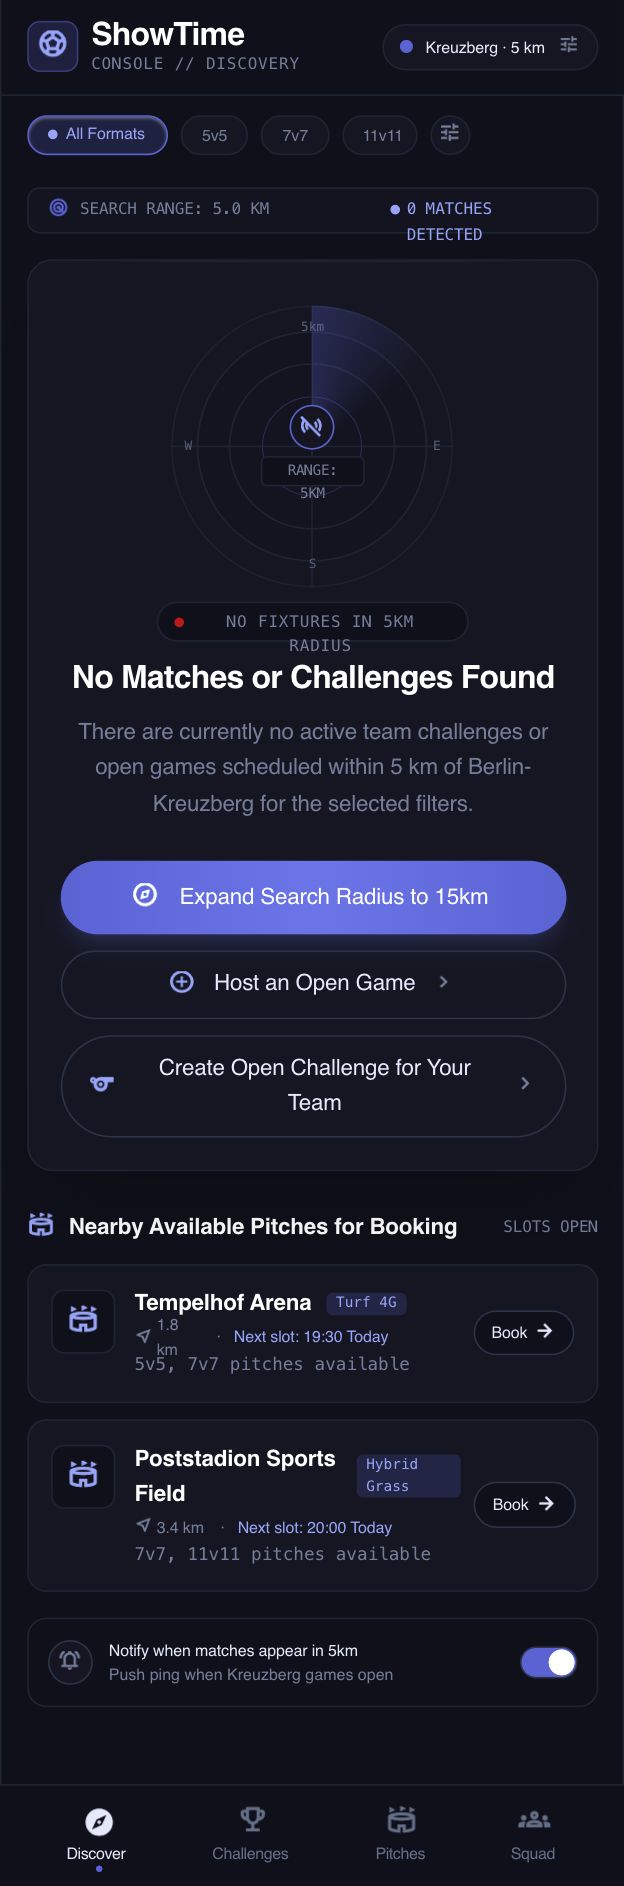 ShowTime
CONSOLE // DISCOVERY
Kreuzberg · 5 km
All Formats
5v5
7v7
11v11
SEARCH RANGE: 5.0 KM
0 MATCHES
DETECTED
5km
W
E
RANGE:
5KM
S
NO FIXTURES IN 5KM
RADIUS
No Matches or Challenges Found
There are currently no active team challenges or
open games scheduled within 5 km of Berlin-
Kreuzberg for the selected filters.
Expand Search Radius to 15km
Host an Open Game
Create Open Challenge for Your
Team
Nearby Available Pitches for Booking
SLOTS OPEN
Tempelhof Arena
Turf 4G
1.8
km
· Next slot: 19:30 Today
5v5, 7v7 pitches available
Book
Poststadion Sports
Field
Hybrid
Grass
3.4 km · Next slot: 20:00 Today
7v7, 11v11 pitches available
Book
Notify when matches appear in 5km
Push ping when Kreuzberg games open
Discover
Challenges
Pitches
Squad